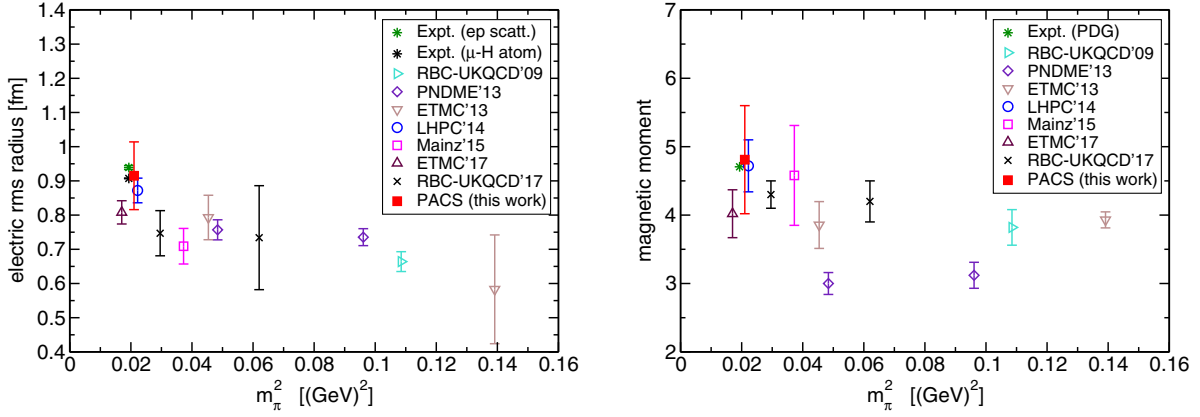 1.4
1.3
1.2
1.1
1
0.9
0.8
0.7
0.6
0.5
0.4
electric rms radius [fm]
0 0.02 0.04 0.06 0.08 0.1 0.12 0.14 0.16
m_π^2 [(GeV)^2]
Expt. (ep scatt.)
Expt. (μ-H atom)
RBC-UKQCD'09
PNDME'13
ETMC'13
LHPC'14
Mainz'15
ETMC'17
RBC-UKQCD'17
PACS (this work)
7
6
5
4
3
2
magnetic moment
0 0.02 0.04 0.06 0.08 0.1 0.12 0.14 0.16
m_π^2 [(GeV)^2]
Expt. (PDG)
RBC-UKQCD'09
PNDME'13
ETMC'13
LHPC'14
Mainz'15
ETMC'17
RBC-UKQCD'17
PACS (this work)